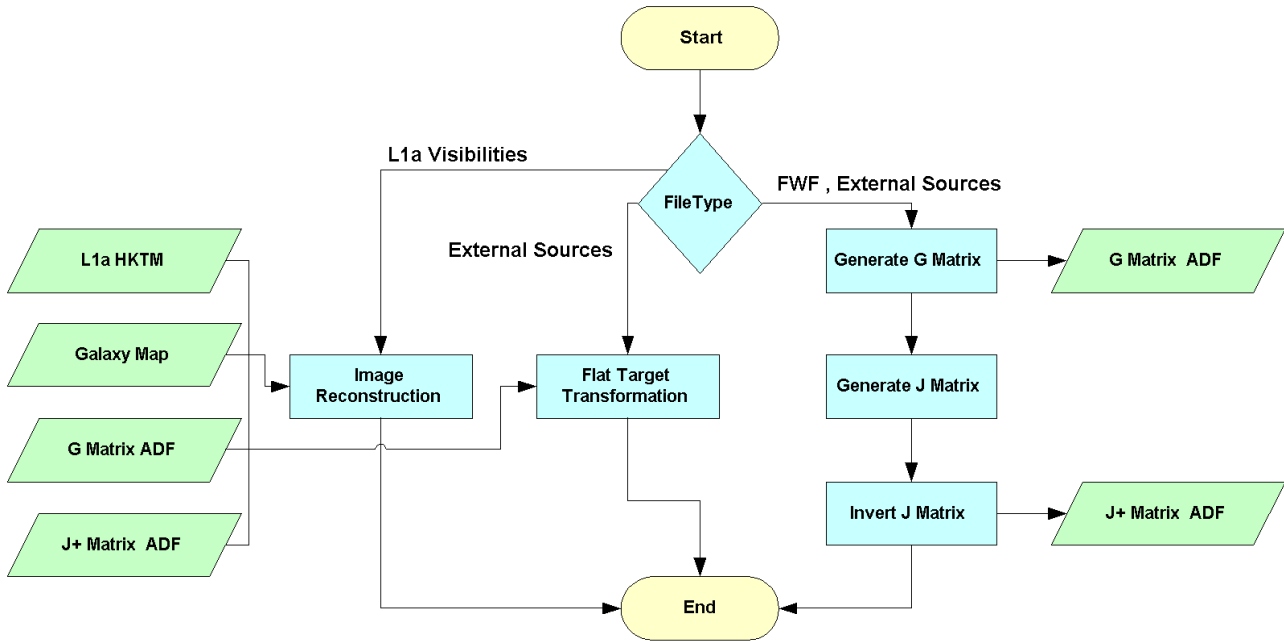 Start
L1a Visibilities
FWF , External Sources
FileType
External Sources
L1a HKTM
Generate G Matrix
G Matrix  ADF
Galaxy Map
Image
Reconstruction
Flat Target
Transformation
Generate J Matrix
G Matrix ADF
J+ Matrix  ADF
Invert J Matrix
J+ Matrix  ADF
End